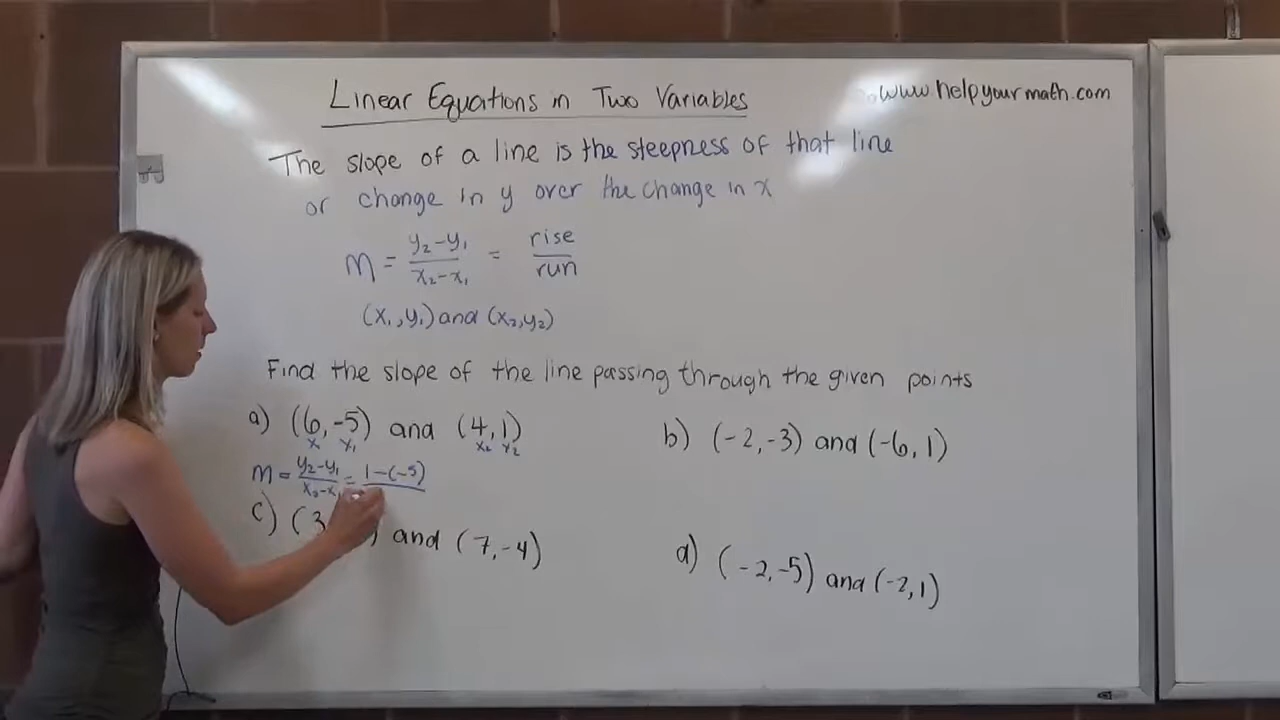 Linear Equations in Two Variables
www.helpyourmath.com
The slope of a line is the steepness of that line
or change in y over the change in x
m = y₂-y₁ / x₂-x₁ = rise / run
(x₁,y₁) and (x₂,y₂)
Find the slope of the line passing through the given points
a) (6,-5) and (4,1)
x₁ y₁ x₂ y₂
m = y₂-y₁ / x₂-x₁ = 1-(-5)
b) (-2,-3) and (-6,1)
c) (3 ) and (7,-4)
d) (-2,-5) and (-2,1)